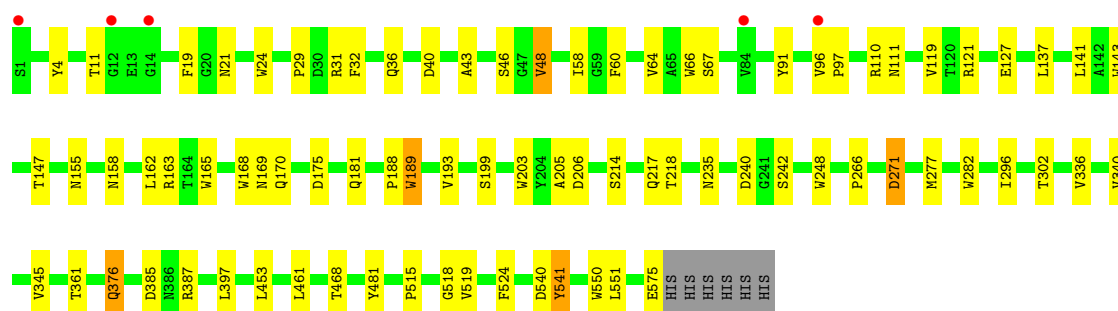 S1 Y4 T11 G12 E13 G14 F19 G20 N21 W24 P29 D30 R31 F32 Q36 D40 A43 S46 G47 V48 I58 G59 F60 V64 A65 W66 S67 V84 Y91 V96 P97 R110 N111 V119 T120 R121 E127 L137 L141 A142
T147 N155 N158 L162 R163 T164 W165 W168 N169 Q170 D175 Q181 P188 W189 V193 S199 W203 Y204 A205 D206 S214 Q217 T218 N235 D240 G241 S242 W248 P266 D271 M277 W282 I296 T302 V336
V345 T361 Q376 D385 N386 R387 L397 L453 L461 T468 Y481 P515 G518 V519 F524 D540 Y541 W550 L551 E575 HIS HIS HIS HIS HIS HIS